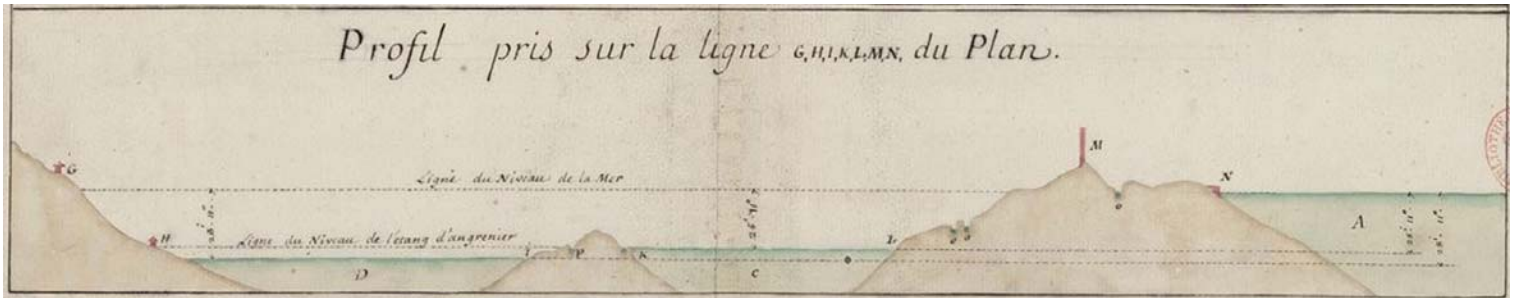 Profil pris sur la ligne G,H,I,K,L,M,N, du Plan.
G
M
Ligne du Niveau de la Mer
N
H
Ligne du Niveau de l'etang d'angrenier
I
P
K
L
o
o
o
A
D
C